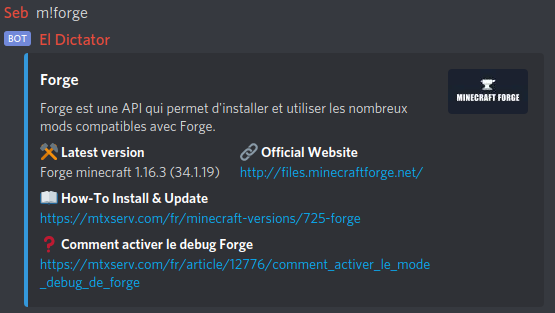 Seb m!forge
BOT El Dictator
Forge
MINECRAFT FORGE
Forge est une API qui permet d'installer et utiliser les nombreux
mods compatibles avec Forge.
Latest version
Forge minecraft 1.16.3 (34.1.19)
Official Website
http://files.minecraftforge.net/
How-To Install & Update
https://mtxserv.com/fr/minecraft-versions/725-forge
Comment activer le debug Forge
https://mtxserv.com/fr/article/12776/comment_activer_le_mode
_debug_de_forge